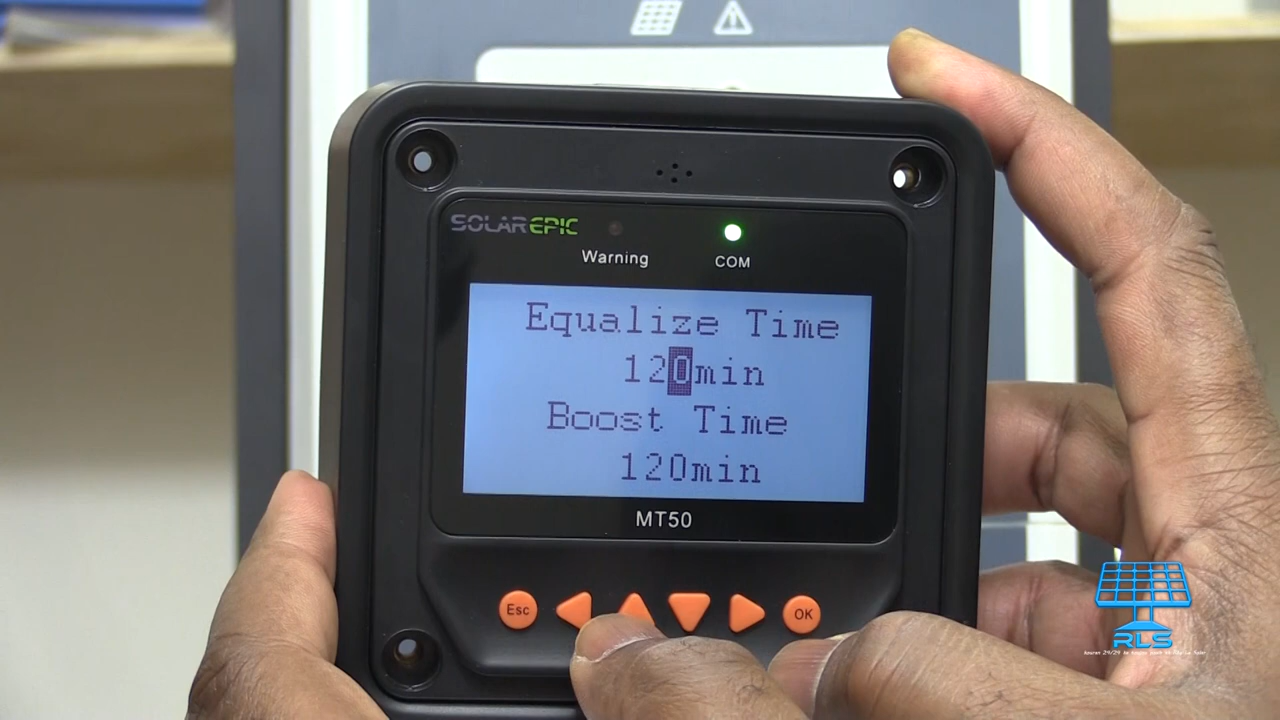 SOLAREPIC
Warning
COM
Equalize Time
120min
Boost Time
120min
MT50
Esc
OK
RLS